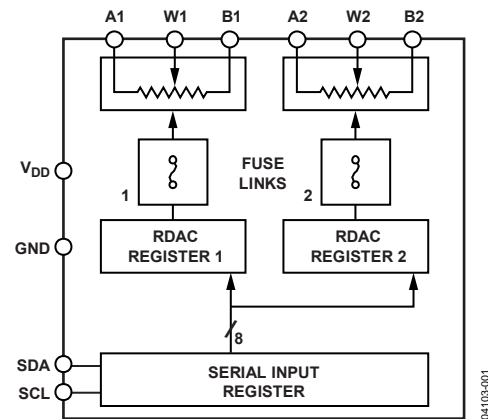 A1 W1 B1 A2 W2 B2
FUSE
LINKS
1
2
VDD
RDAC
REGISTER 1
RDAC
REGISTER 2
GND
8
SDA
SCL
SERIAL INPUT
REGISTER
04103-001